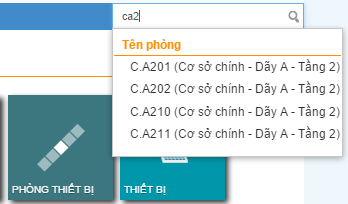 ca2
Tên phòng
C.A201 (Cơ sở chính - Dãy A - Tầng 2)
C.A202 (Cơ sở chính - Dãy A - Tầng 2)
C.A210 (Cơ sở chính - Dãy A - Tầng 2)
C.A211 (Cơ sở chính - Dãy A - Tầng 2)
PHÒNG THIẾT BỊ
THIẾT BỊ